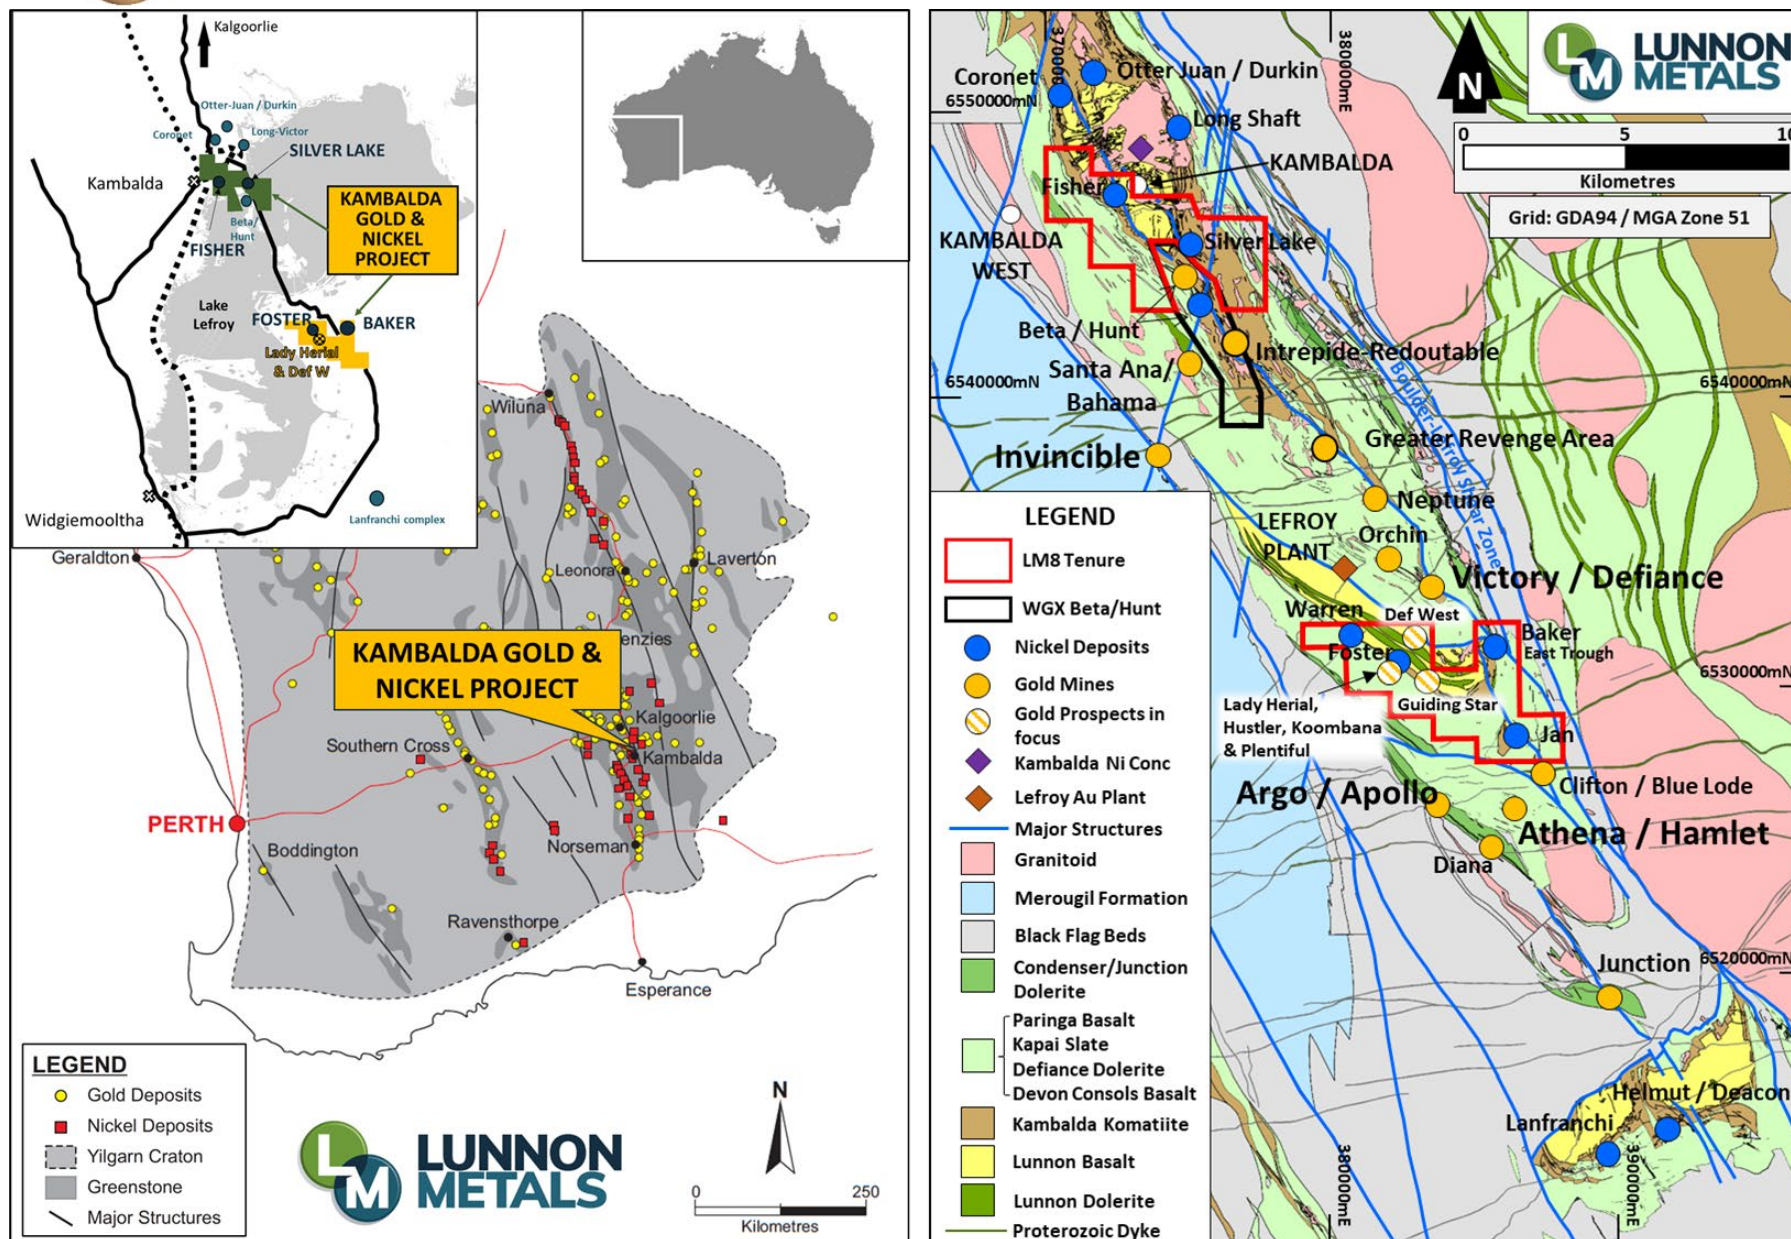 Kalgoorlie
Otter-Juan / Durkin
Coronet
Long-Victor
SILVER LAKE
Kambalda
Beta/
Hunt
FISHER
KAMBALDA
GOLD &
NICKEL
PROJECT
Lake
Lefroy
FOSTER
BAKER
Lady Herial
& Def W
Widgiemooltha
Lanfranchi complex
Geraldton
Wiluna
Leonora
Laverton
enzies
KAMBALDA GOLD &
NICKEL PROJECT
Kalgoorlie
Kambalda
Southern Cross
PERTH
Boddington
Norseman
Ravensthorpe
Esperance
LEGEND
Gold Deposits
Nickel Deposits
Yilgarn Craton
Greenstone
Major Structures
LM
LUNNON
METALS
N
0 250
Kilometres
370000
380000mE
Coronet
Otter Juan / Durkin
6550000mN
Long Shaft
KAMBALDA
Fisher
KAMBALDA
WEST
Silver Lake
Beta / Hunt
Intrepide-Redoutable
Santa Ana/
Bahama
6540000mN
6540000mN
Boulder-Lefroy Shear Zone
Greater Revenge Area
Invincible
Neptune
LEFROY
PLANT
Orchin
Victory / Defiance
Warren
Def West
Baker
East Trough
Foster
6530000mN
Guiding Star
Lady Herial,
Hustler, Koombana
& Plentiful
Jan
Clifton / Blue Lode
Argo / Apollo
Athena / Hamlet
Diana
Junction
6520000mN
Helmut / Deacon
Lanfranchi
380000mE
390000mE
N
LM
LUNNON
METALS
0 5 10
Kilometres
Grid: GDA94 / MGA Zone 51
LEGEND
LM8 Tenure
WGX Beta/Hunt
Nickel Deposits
Gold Mines
Gold Prospects in
focus
Kambalda Ni Conc
Lefroy Au Plant
Major Structures
Granitoid
Merougil Formation
Black Flag Beds
Condenser/Junction
Dolerite
Paringa Basalt
Kapai Slate
Defiance Dolerite
Devon Consols Basalt
Kambalda Komatiite
Lunnon Basalt
Lunnon Dolerite
Proterozoic Dyke